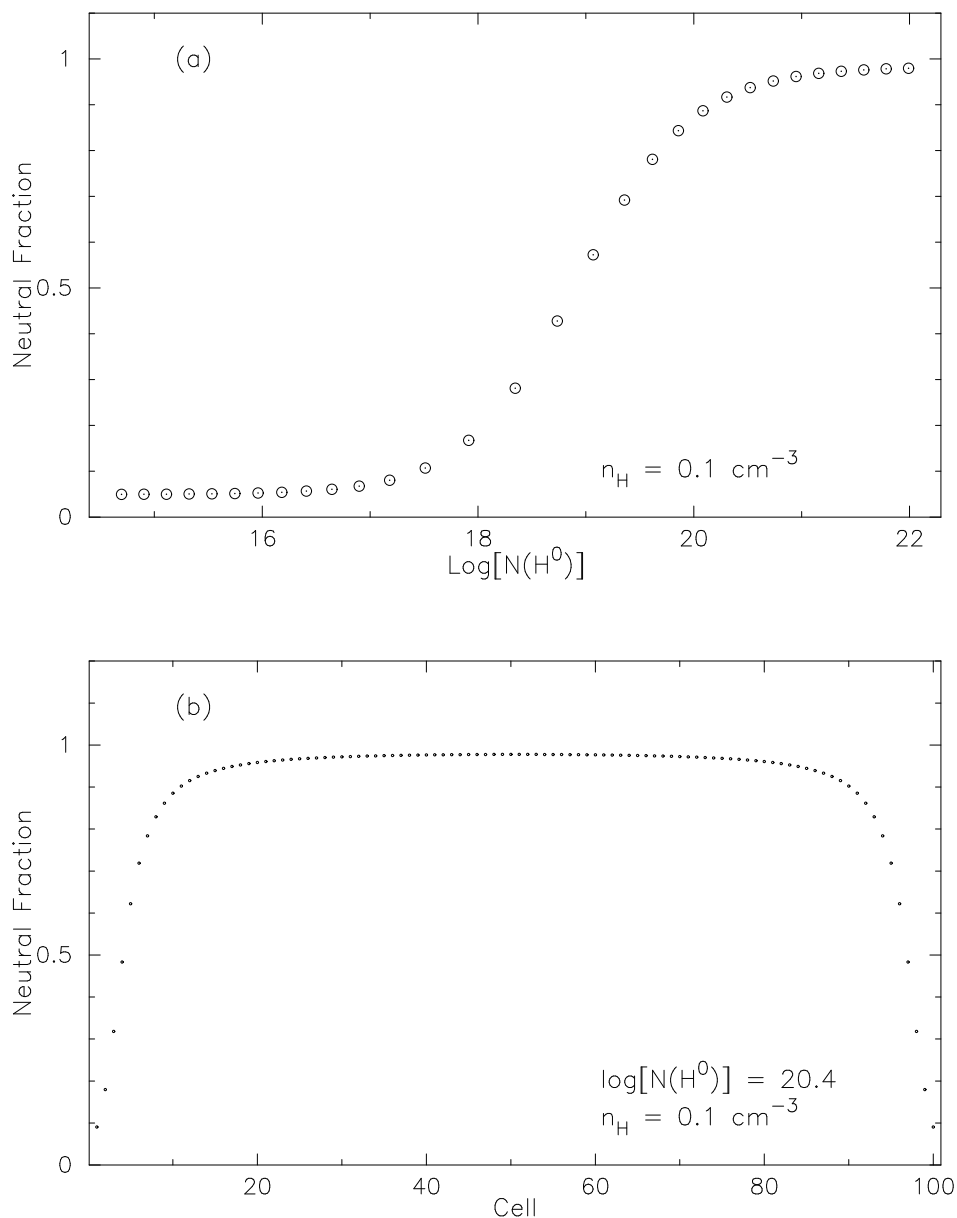 (a)
1
0.5
0
Neutral Fraction
n_H = 0.1 cm^−3
16 18 20 22
Log[N(H^0)]
(b)
1
0.5
0
Neutral Fraction
log[N(H^0)] = 20.4
n_H = 0.1 cm^−3
20 40 60 80 100
Cell